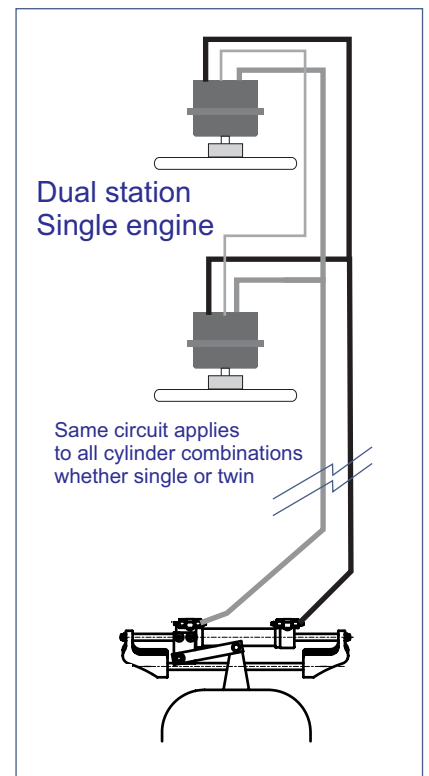 Dual station
Single engine
Same circuit applies
to all cylinder combinations
whether single or twin